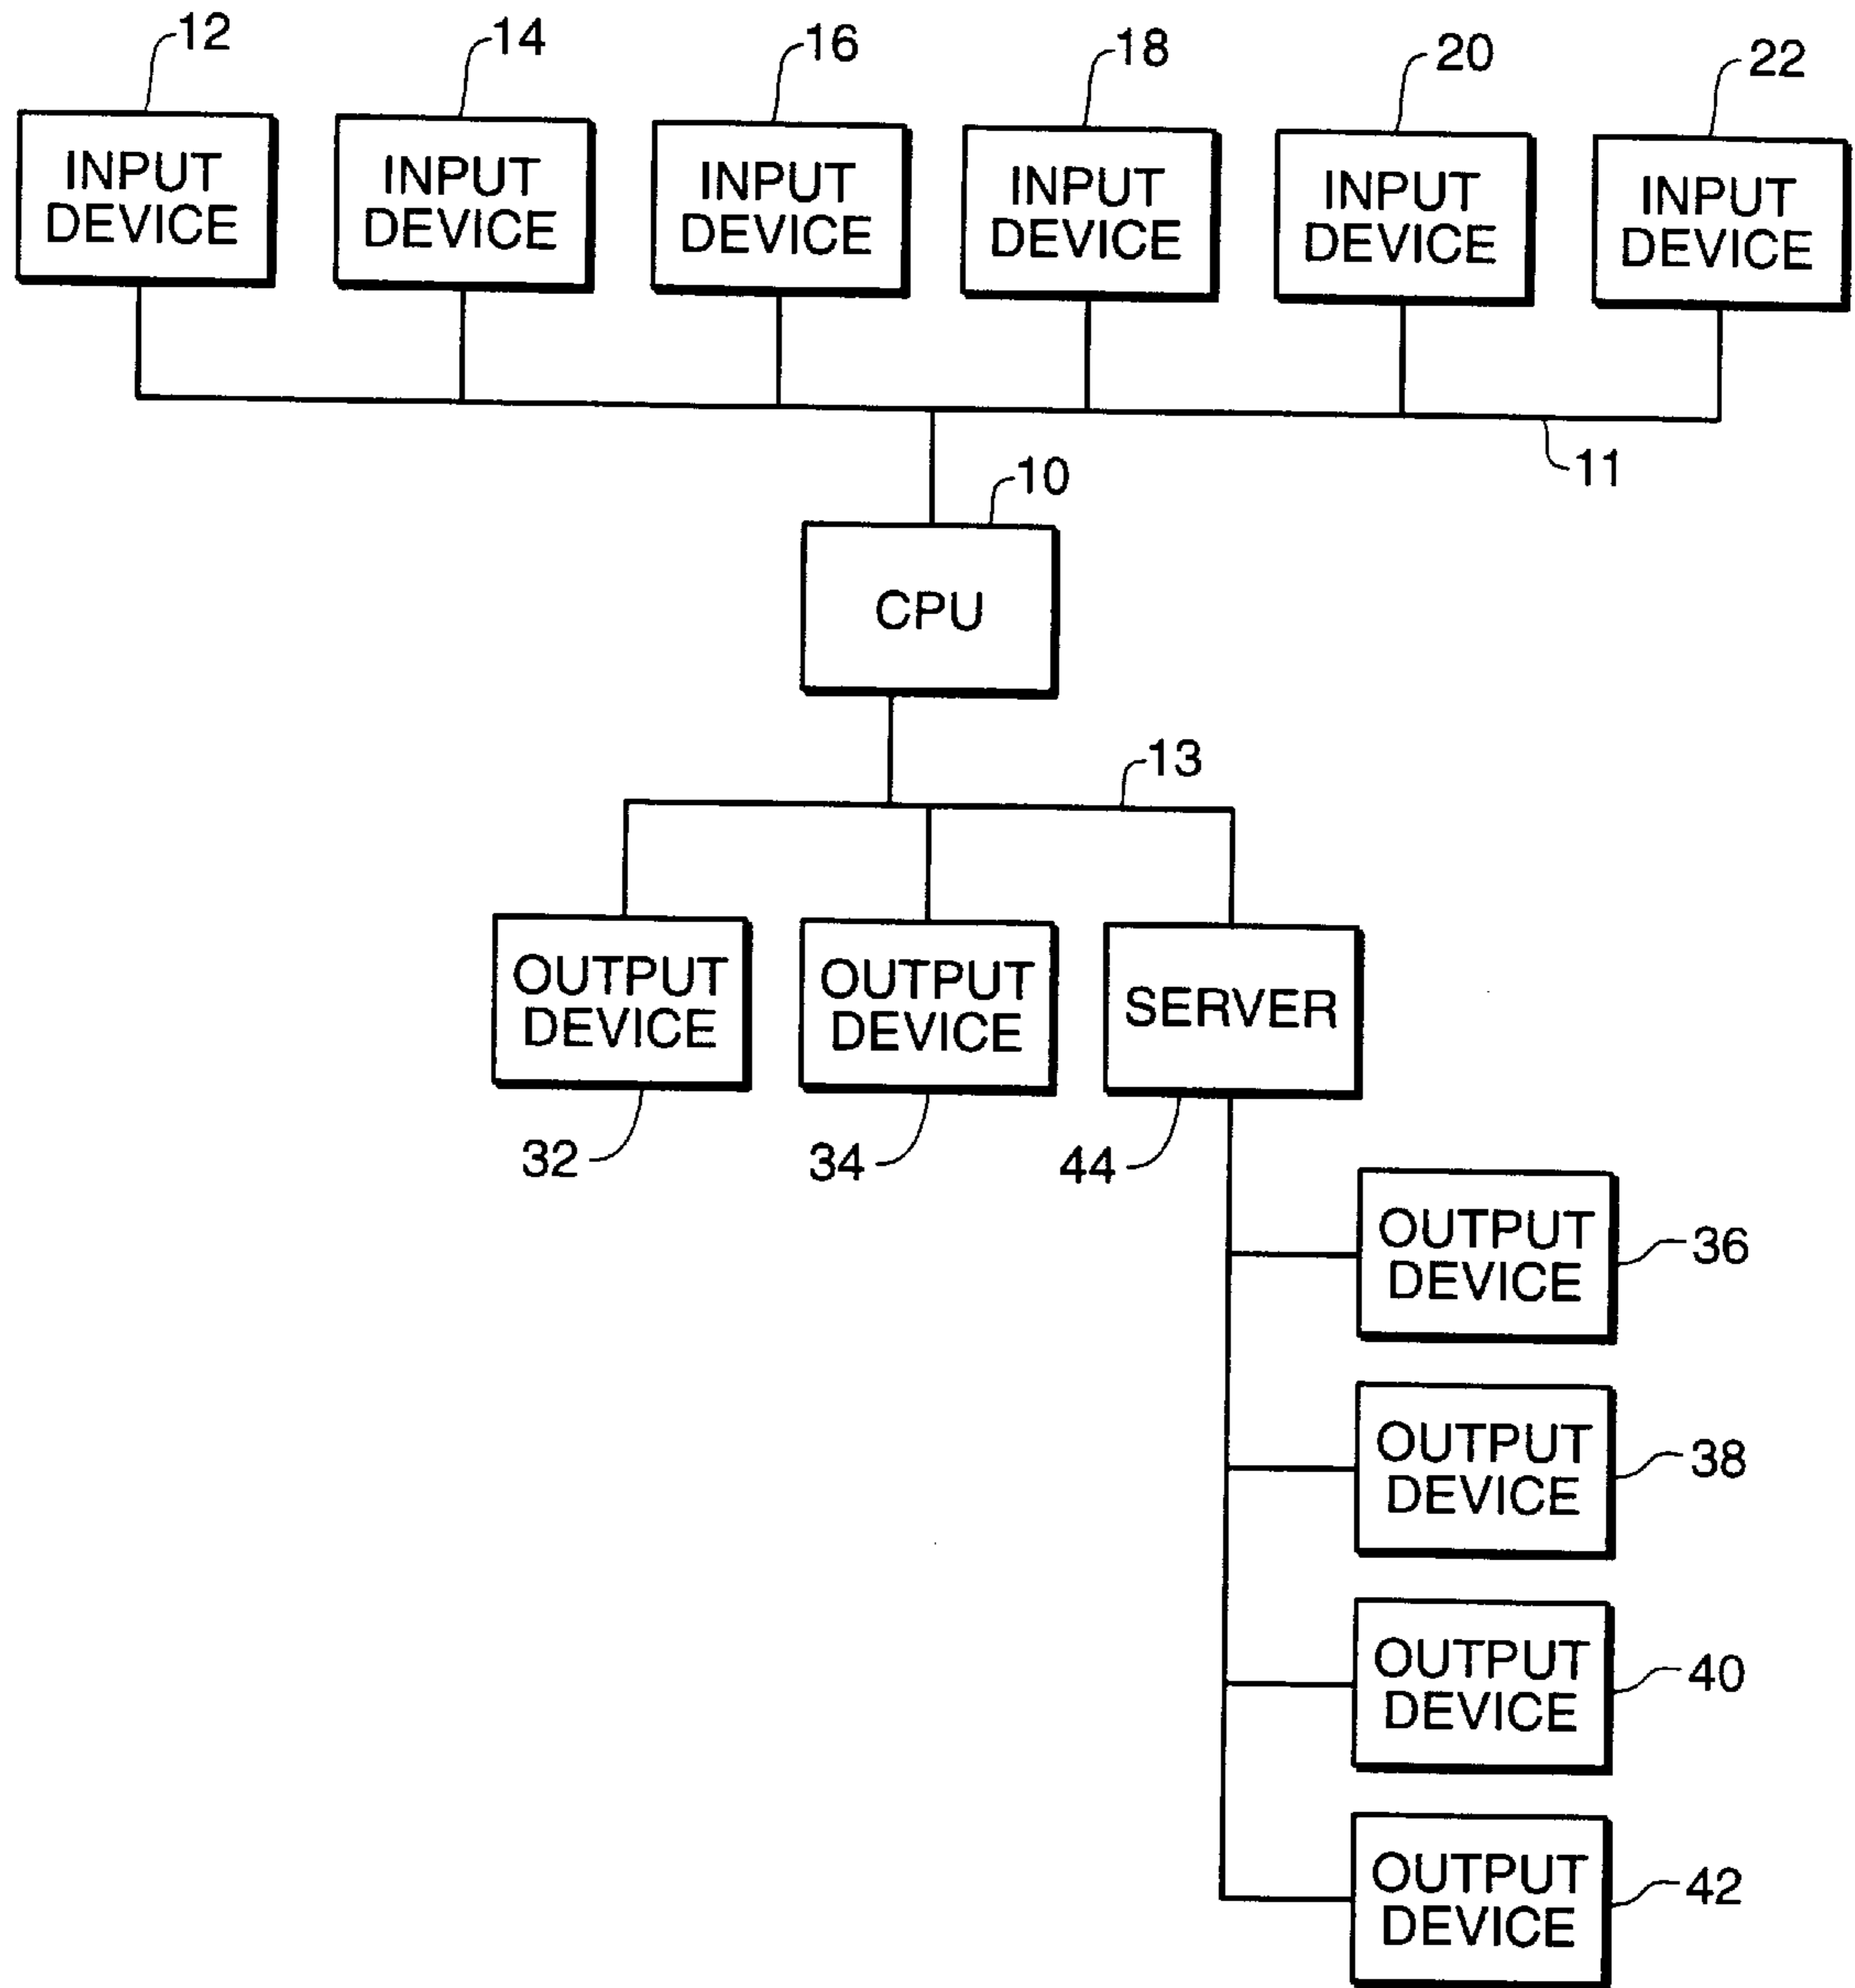 12 14 16 18 20 22
INPUT DEVICE
INPUT DEVICE
INPUT DEVICE
INPUT DEVICE
INPUT DEVICE
INPUT DEVICE
11
10
CPU
13
OUTPUT DEVICE
OUTPUT DEVICE
SERVER
32 34 44
OUTPUT DEVICE
36
OUTPUT DEVICE
38
OUTPUT DEVICE
40
OUTPUT DEVICE
42